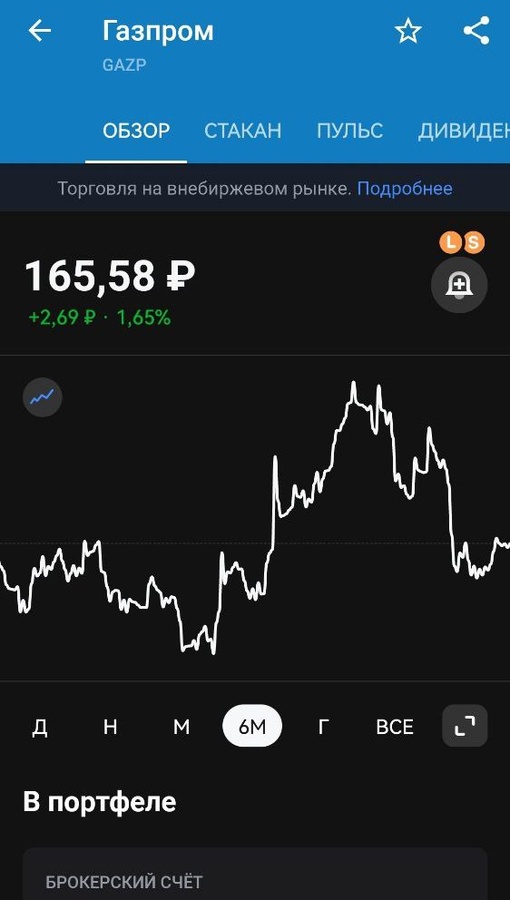 Газпром
GAZP
ОБЗОР СТАКАН ПУЛЬС ДИВИДЕН
Торговля на внебиржевом рынке. Подробнее
L S
165,58 ₽
+2,69 ₽ · 1,65%
Д Н М 6М Г ВСЕ
В портфеле
БРОКЕРСКИЙ СЧЁТ